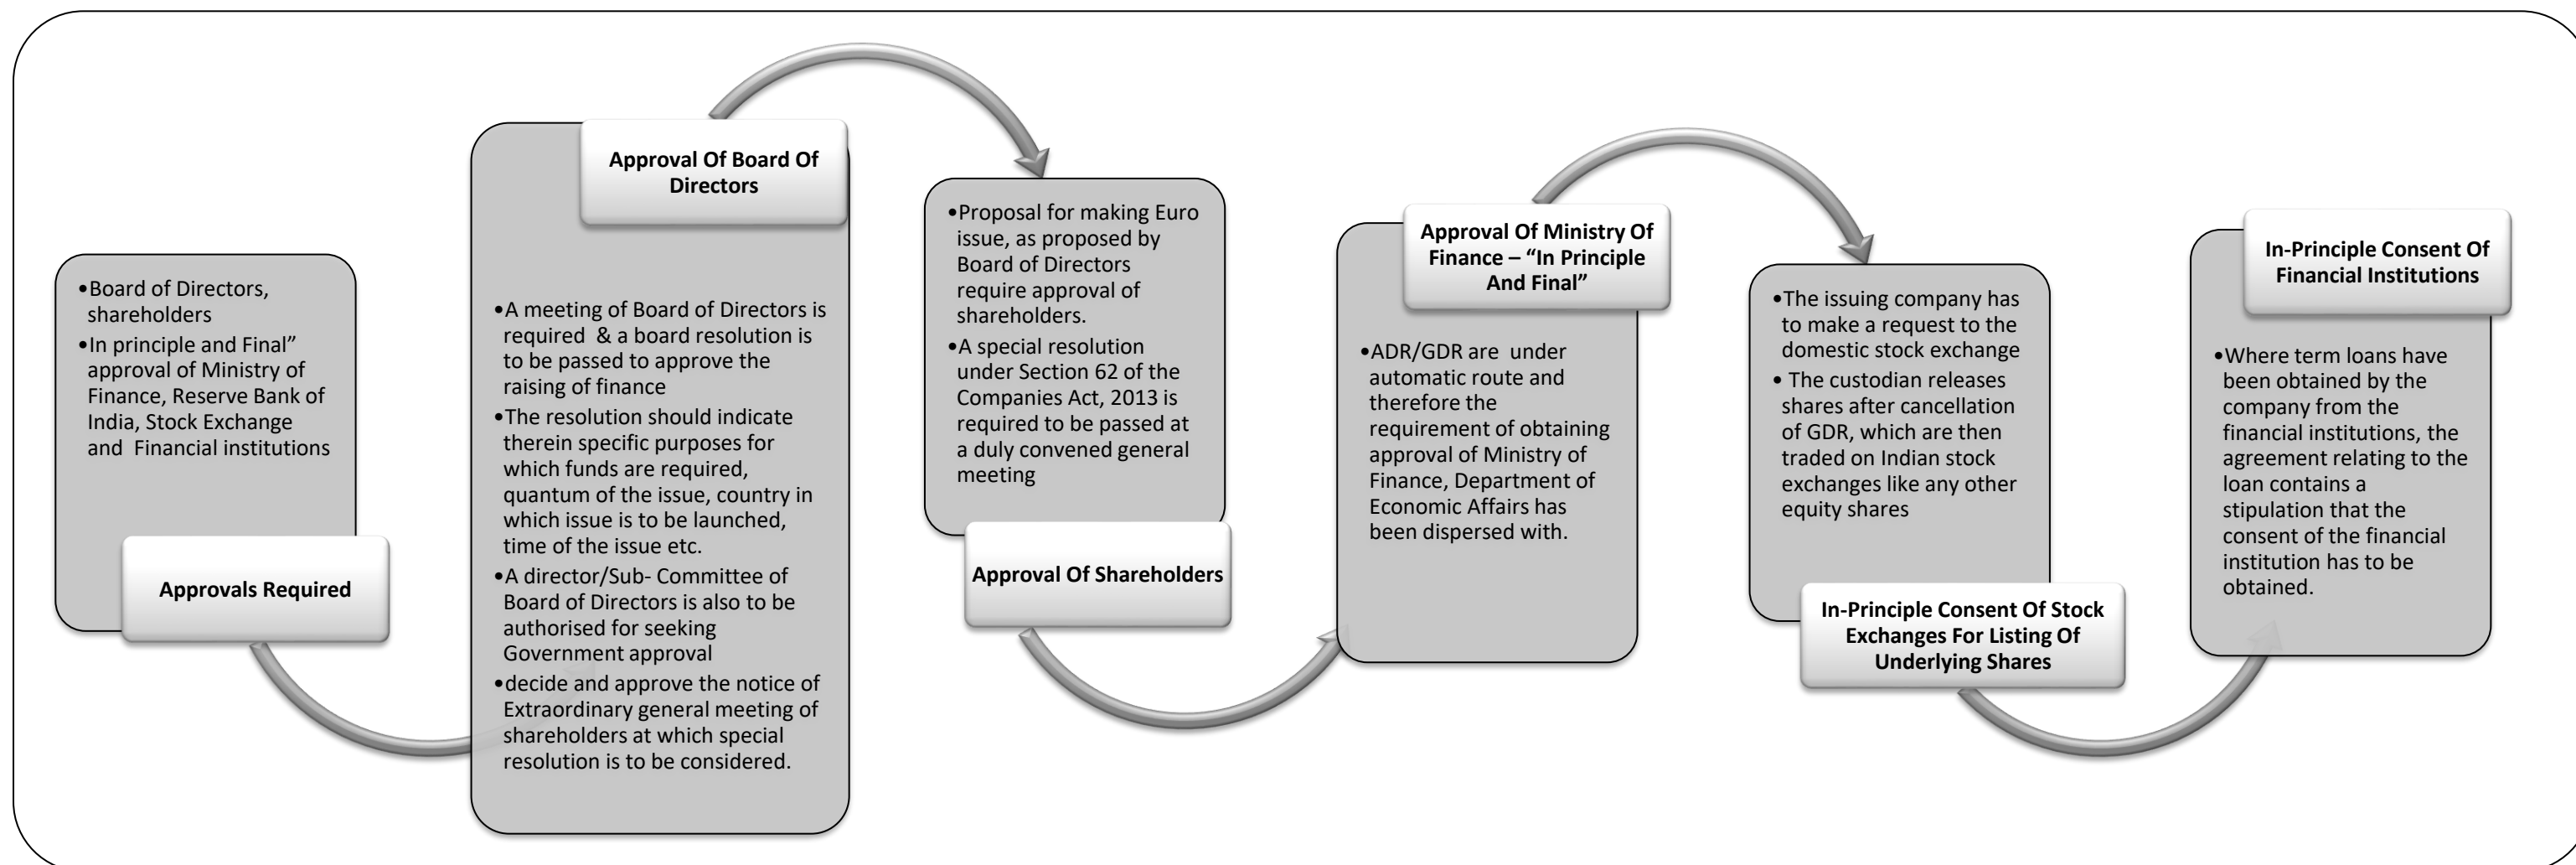 •Board of Directors,
shareholders
•In principle and Final”
approval of Ministry of
Finance, Reserve Bank of
India, Stock Exchange
and Financial institutions
Approvals Required
Approval Of Board Of
Directors
•A meeting of Board of Directors is
required & a board resolution is
to be passed to approve the
raising of finance
•The resolution should indicate
therein specific purposes for
which funds are required,
quantum of the issue, country in
which issue is to be launched,
time of the issue etc.
•A director/Sub- Committee of
Board of Directors is also to be
authorised for seeking
Government approval
•decide and approve the notice of
Extraordinary general meeting of
shareholders at which special
resolution is to be considered.
•Proposal for making Euro
issue, as proposed by
Board of Directors
require approval of
shareholders.
•A special resolution
under Section 62 of the
Companies Act, 2013 is
required to be passed at
a duly convened general
meeting
Approval Of Shareholders
Approval Of Ministry Of
Finance – “In Principle
And Final”
•ADR/GDR are under
automatic route and
therefore the
requirement of obtaining
approval of Ministry of
Finance, Department of
Economic Affairs has
been dispersed with.
•The issuing company has
to make a request to the
domestic stock exchange
• The custodian releases
shares after cancellation
of GDR, which are then
traded on Indian stock
exchanges like any other
equity shares
In-Principle Consent Of Stock
Exchanges For Listing Of
Underlying Shares
In-Principle Consent Of
Financial Institutions
•Where term loans have
been obtained by the
company from the
financial institutions, the
agreement relating to the
loan contains a
stipulation that the
consent of the financial
institution has to be
obtained.